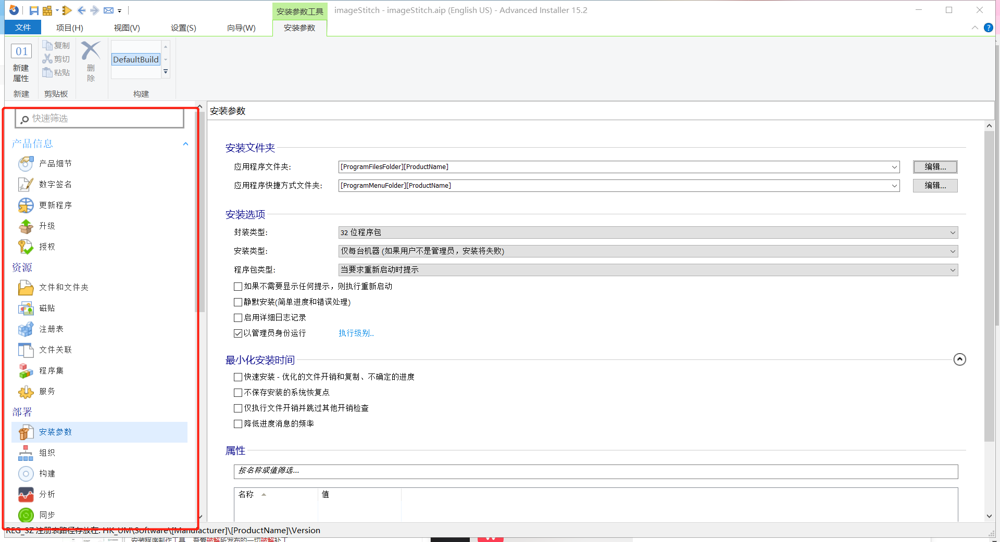 imageStitch - imageStitch.aip (English US) - Advanced Installer 15.2
安装参数工具
文件
项目(H)
视图(V)
设置(S)
向导(W)
安装参数
01
新建
属性
新建
复制
剪切
粘贴
剪贴板
删
除
DefaultBuild
构建
快速筛选
产品信息
产品细节
数字签名
更新程序
升级
授权
资源
文件和文件夹
磁贴
注册表
文件关联
程序集
服务
部署
安装参数
组织
构建
分析
同步
安装参数
安装文件夹
应用程序文件夹:
[ProgramFilesFolder][ProductName]
编辑...
应用程序快捷方式文件夹:
[ProgramMenuFolder][ProductName]
编辑...
安装选项
封装类型:
32 位程序包
安装类型:
仅每台机器 (如果用户不是管理员，安装将失败)
程序包类型:
当要求重新启动时提示
如果不需要显示任何提示，则执行重新启动
静默安装(简单进度和错误处理)
启用详细日志记录
以管理员身份运行
执行级别..
最小化安装时间
快速安装 - 优化的文件开销和复制、不确定的进度
不保存安装的系统恢复点
仅执行文件开销并跳过其他开销检查
降低进度消息的频率
属性
按名称或值筛选...
名称
值
REG_SZ 注册表路径存放在: HK_UM\Software\[Manufacturer]\[ProductName]\Version
安装程序制作工具 吾爱破解所发布的一切破解补丁